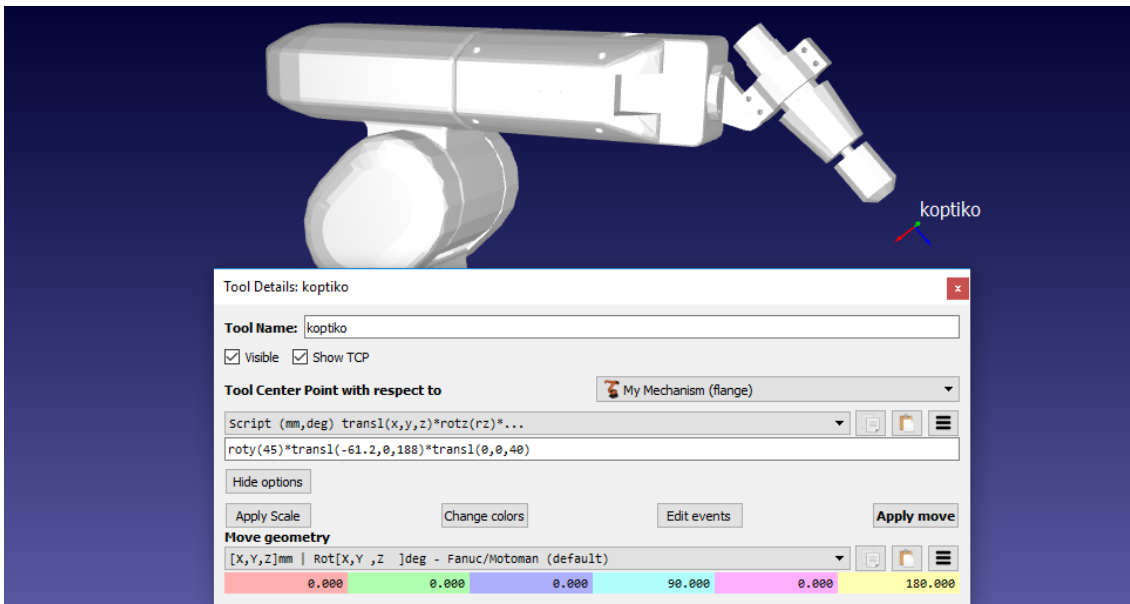 koptiko
Tool Details: koptiko
x
Tool Name: koptiko
Visible Show TCP
Tool Center Point with respect to My Mechanism (flange)
Script (mm,deg) transl(x,y,z)*rotz(rz)*...
roty(45)*transl(-61.2,0,188)*transl(0,0,40)
Hide options
Apply Scale Change colors Edit events Apply move
Move geometry
[X,Y,Z]mm | Rot[X,Y ,Z ]deg - Fanuc/Motoman (default)
0.000 0.000 0.000 90.000 0.000 180.000